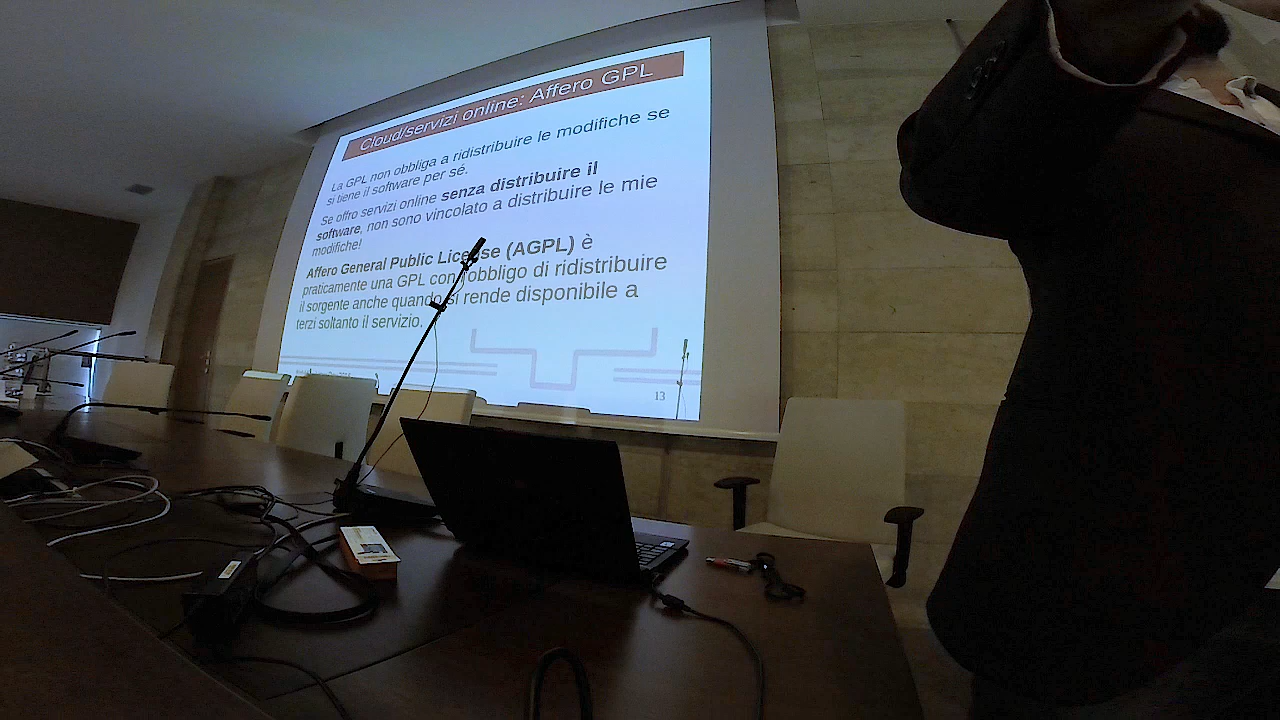 Cloud/servizi online: Affero GPL
La GPL non obbliga a ridistribuire le modifiche se
si tiene il software per sé.
Se offro servizi online senza distribuire il
software, non sono vincolato a distribuire le mie
modifiche!
Affero General Public License (AGPL) è
praticamente una GPL con l'obbligo di ridistribuire
il sorgente anche quando si rende disponibile a
terzi soltanto il servizio.
13